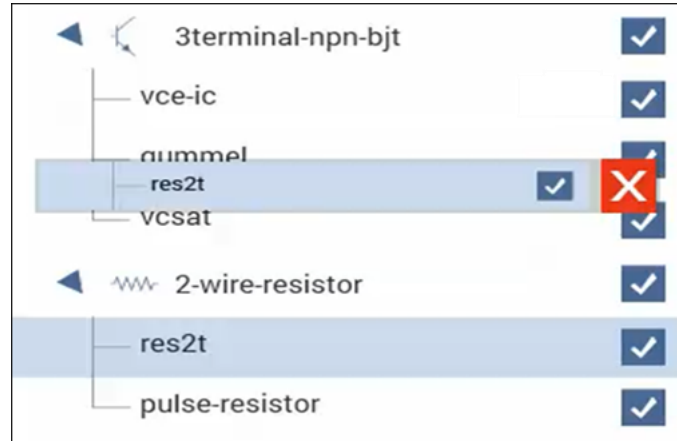 3terminal-npn-bjt
vce-ic
gummel
res2t
vcsat
2-wire-resistor
res2t
pulse-resistor